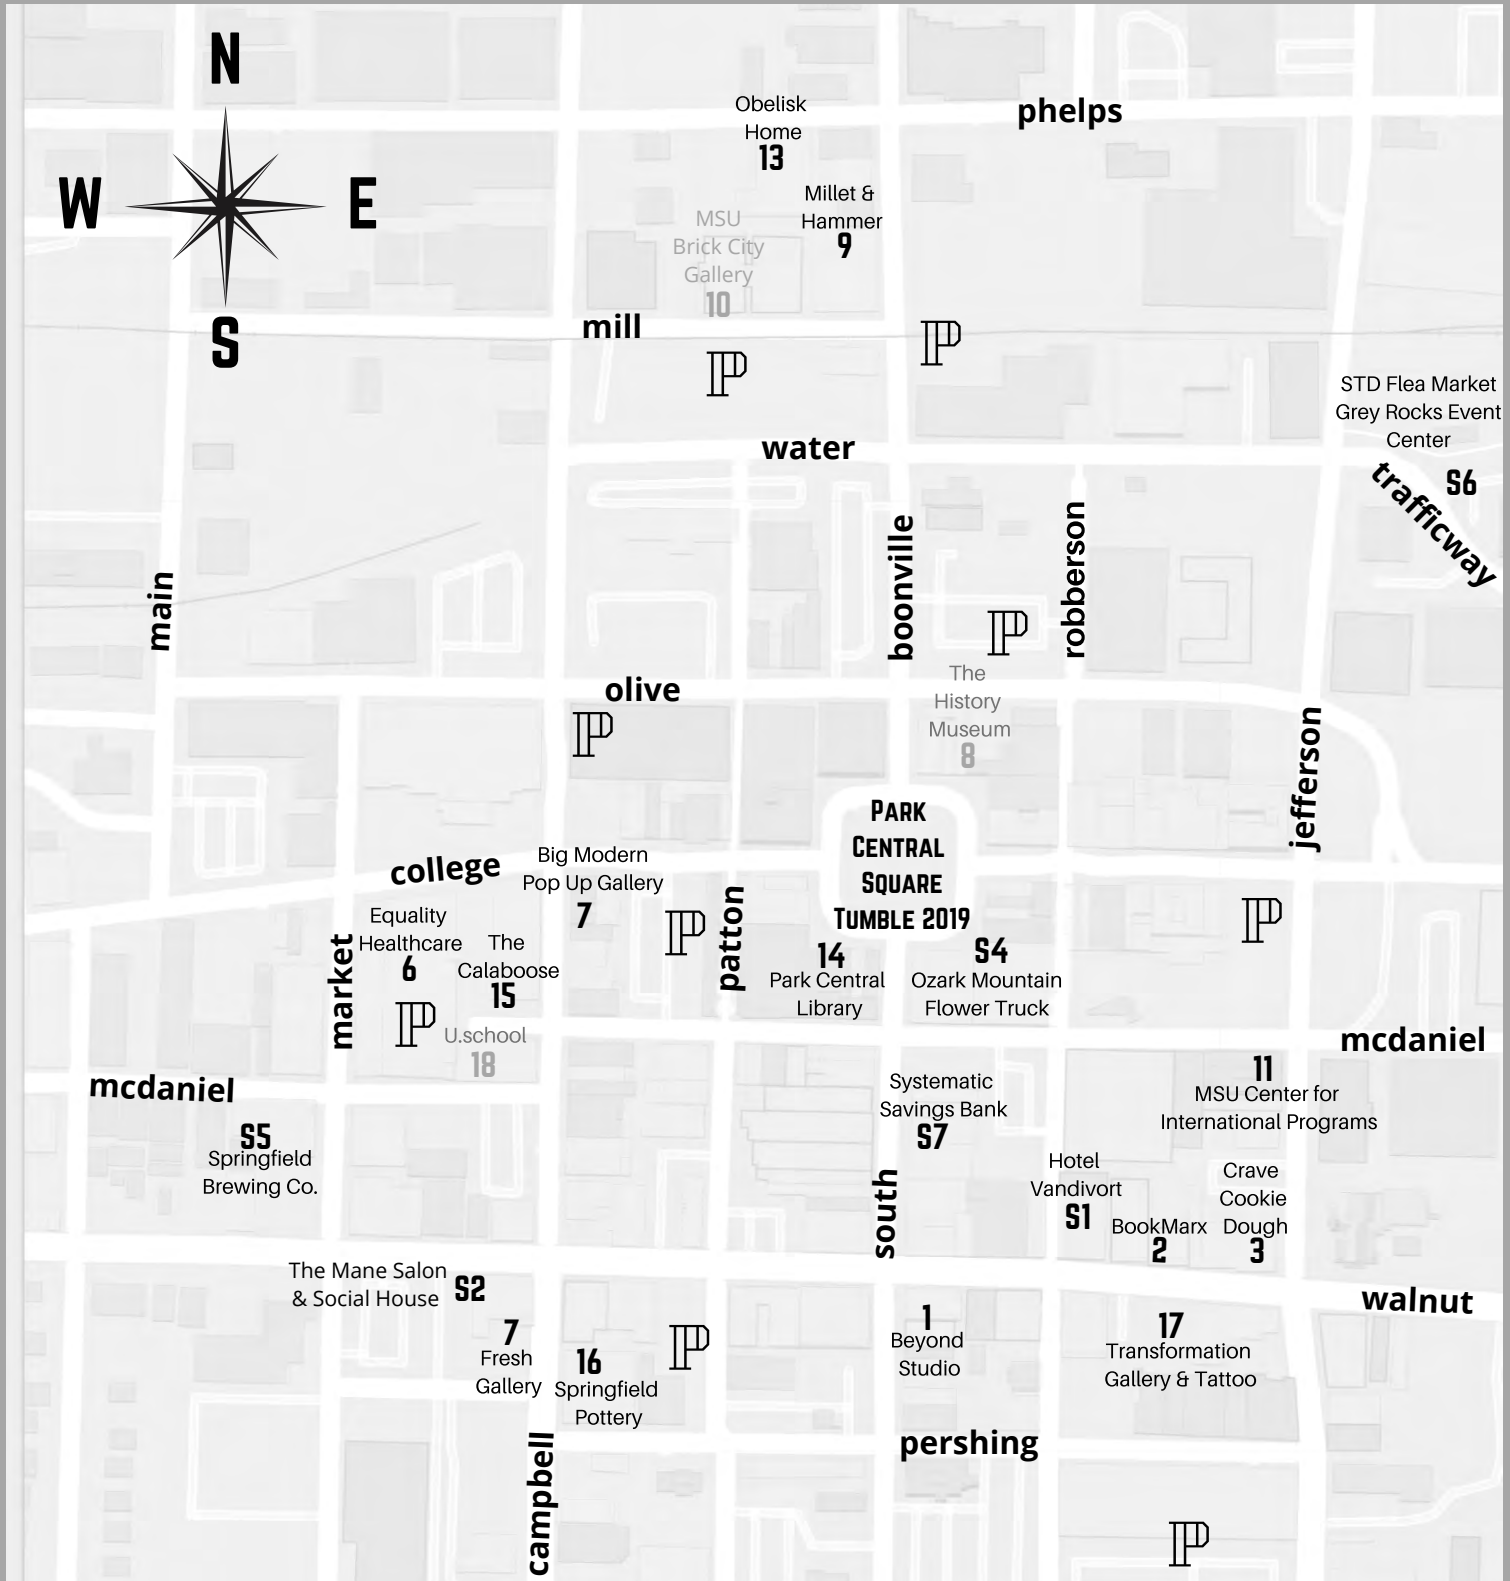 N
W
E
S
phelps
Obelisk
Home
13
Millet &
Hammer
9
MSU
Brick City
Gallery
10
mill
P
P
STD Flea Market
Grey Rocks Event
Center
S6
trafficway
water
boonville
robberson
main
P
olive
P
The
History
Museum
8
jefferson
Park
Central
Square
Tumble 2019
college
Big Modern
Pop Up Gallery
7
P
patton
P
Equality
Healthcare
6
The
Calaboose
15
market
P
U.school
18
14
Park Central
Library
S4
Ozark Mountain
Flower Truck
mcdaniel
mcdaniel
11
MSU Center for
International Programs
Systematic
Savings Bank
S7
S5
Springfield
Brewing Co.
Hotel
Vandivort
S1
BookMarx
2
Crave
Cookie
Dough
3
south
The Mane Salon
& Social House
S2
walnut
7
Fresh
Gallery
16
Springfield
Pottery
P
1
Beyond
Studio
17
Transformation
Gallery & Tattoo
pershing
campbell
P